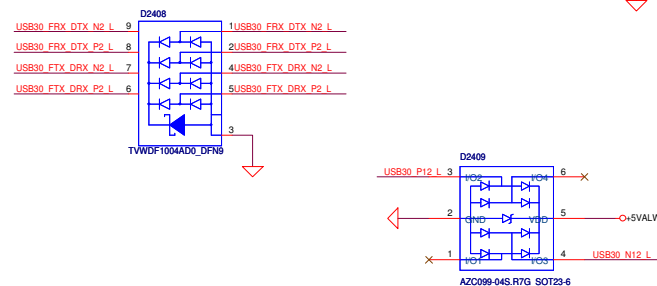 D2408
USB30_FRX_DTX_N2_L 9 1 USB30_FRX_DTX_N2_L
USB30_FRX_DTX_P2_L 8 2 USB30_FRX_DTX_P2_L
USB30_FTX_DRX_N2_L 7 4 USB30_FTX_DRX_N2_L
USB30_FTX_DRX_P2_L 6 5 USB30_FTX_DRX_P2_L
3
TVWDF1004AD0_DFN9
D2409
USB30_P12_L 3 I/O2 I/O4 6
2 GND VDD 5 +5VALW
1 I/O1 I/O3 4 USB30_N12_L
AZC099-04S.R7G_SOT23-6